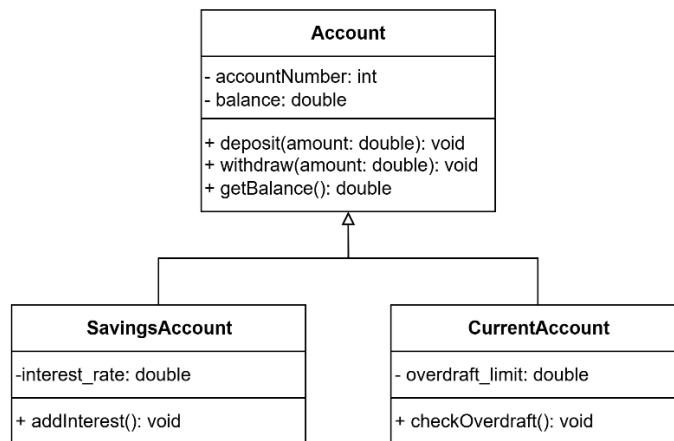 Account
- accountNumber: int
- balance: double
+ deposit(amount: double): void
+ withdraw(amount: double): void
+ getBalance(): double
SavingsAccount
-interest_rate: double
+ addInterest(): void
CurrentAccount
- overdraft_limit: double
+ checkOverdraft(): void